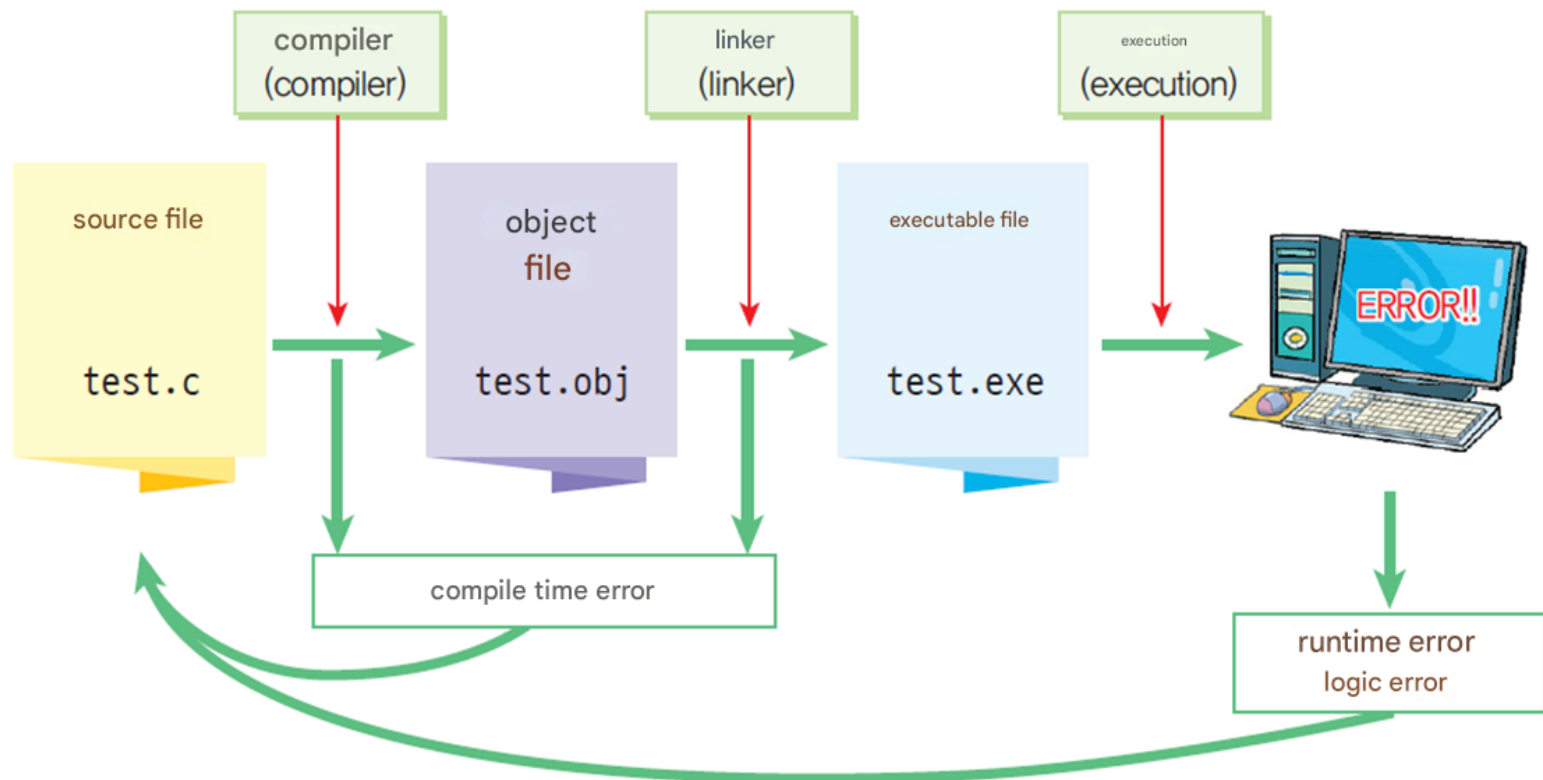 compiler
(compiler)
linker
(linker)
execution
(execution)
source file
test.c
object
file
test.obj
executable file
test.exe
ERROR!!
compile time error
runtime error
logic error